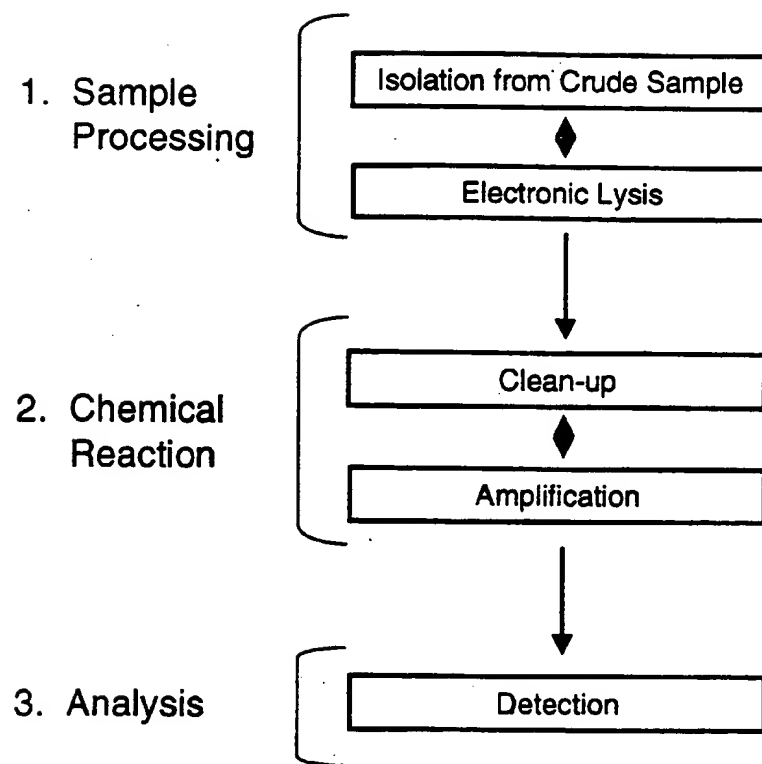 1. Sample
Processing
Isolation from Crude Sample
Electronic Lysis
2. Chemical
Reaction
Clean-up
Amplification
3. Analysis
Detection